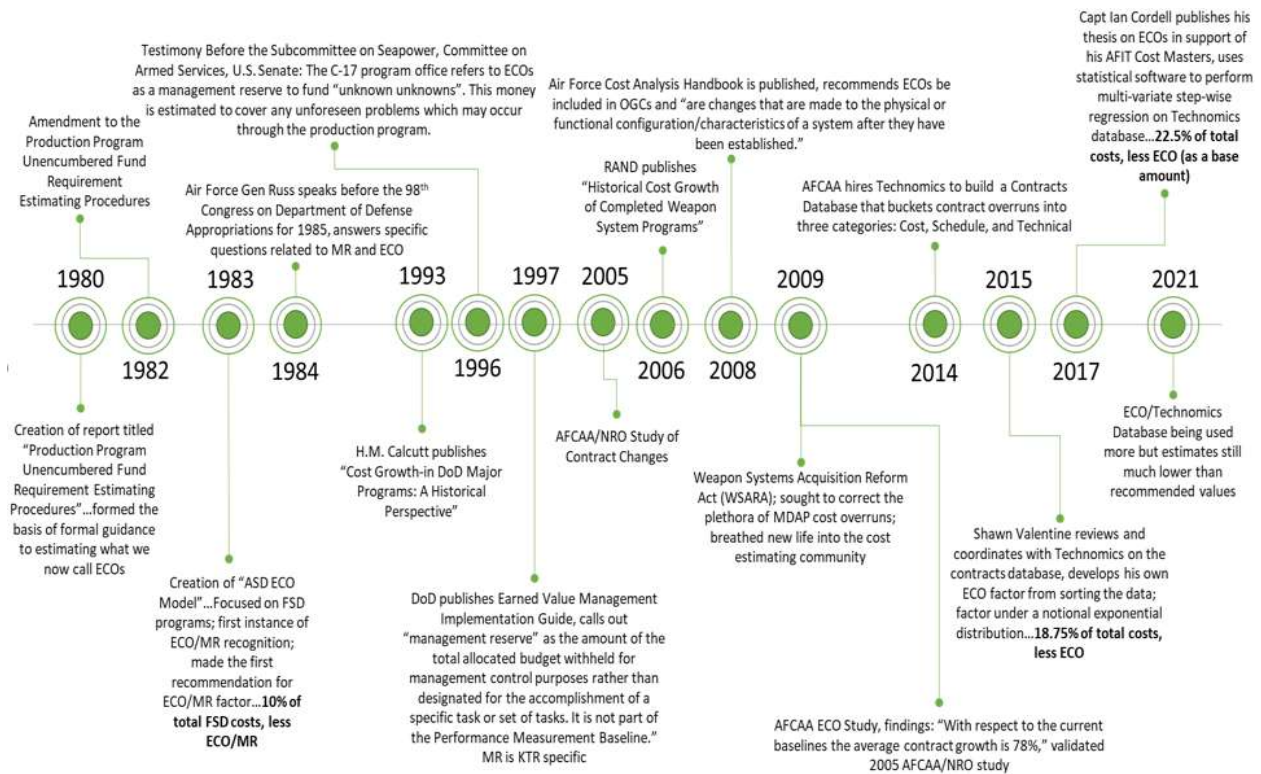 Amendment to the
Production Program
Unencumbered Fund
Requirement
Estimating Procedures
Testimony Before the Subcommittee on Seapower, Committee on
Armed Services, U.S. Senate: The C-17 program office refers to ECOs
as a management reserve to fund “unknown unknowns”. This money
is estimated to cover any unforeseen problems which may occur
through the production program.
Air Force Gen Russ speaks before the 98th
Congress on Department of Defense
Appropriations for 1985, answers specific
questions related to MR and ECO
Air Force Cost Analysis Handbook is published, recommends ECOs be
included in OGCs and “are changes that are made to the physical or
functional configuration/characteristics of a system after they have
been established.”
RAND publishes
“Historical Cost Growth
of Completed Weapon
System Programs”
AFCAA hires Technomics to build a Contracts
Database that buckets contract overruns into
three categories: Cost, Schedule, and Technical
Capt Ian Cordell publishes his
thesis on ECOs in support of
his AFIT Cost Masters, uses
statistical software to perform
multi-variate step-wise
regression on Technomics
database...22.5% of total
costs, less ECO (as a base
amount)
1980
1983
1993
1997
2005
2009
2015
2021
1982
1984
1996
2006
2008
2014
2017
Creation of report titled
“Production Program
Unencumbered Fund
Requirement Estimating
Procedures”...formed the
basis of formal guidance
to estimating what we
now call ECOs
Creation of “ASD ECO
Model”...Focused on FSD
programs; first instance of
ECO/MR recognition;
made the first
recommendation for
ECO/MR factor...10% of
total FSD costs, less
ECO/MR
H.M. Calcutt publishes
“Cost Growth-in DoD Major
Programs: A Historical
Perspective”
DoD publishes Earned Value Management
Implementation Guide, calls out
“management reserve” as the amount of the
total allocated budget withheld for
management control purposes rather than
designated for the accomplishment of a
specific task or set of tasks. It is not part of
the Performance Measurement Baseline.”
MR is KTR specific
AFCAA/NRO Study of
Contract Changes
Weapon Systems Acquisition Reform
Act (WSARA); sought to correct the
plethora of MDAP cost overruns;
breathed new life into the cost
estimating community
AFCAA ECO Study, findings: “With respect to the current
baselines the average contract growth is 78%,” validated
2005 AFCAA/NRO study
Shawn Valentine reviews and
coordinates with Technomics on the
contracts database, develops his own
ECO factor from sorting the data;
factor under a notional exponential
distribution...18.75% of total costs,
less ECO
ECO/Technomics
Database being used
more but estimates still
much lower than
recommended values